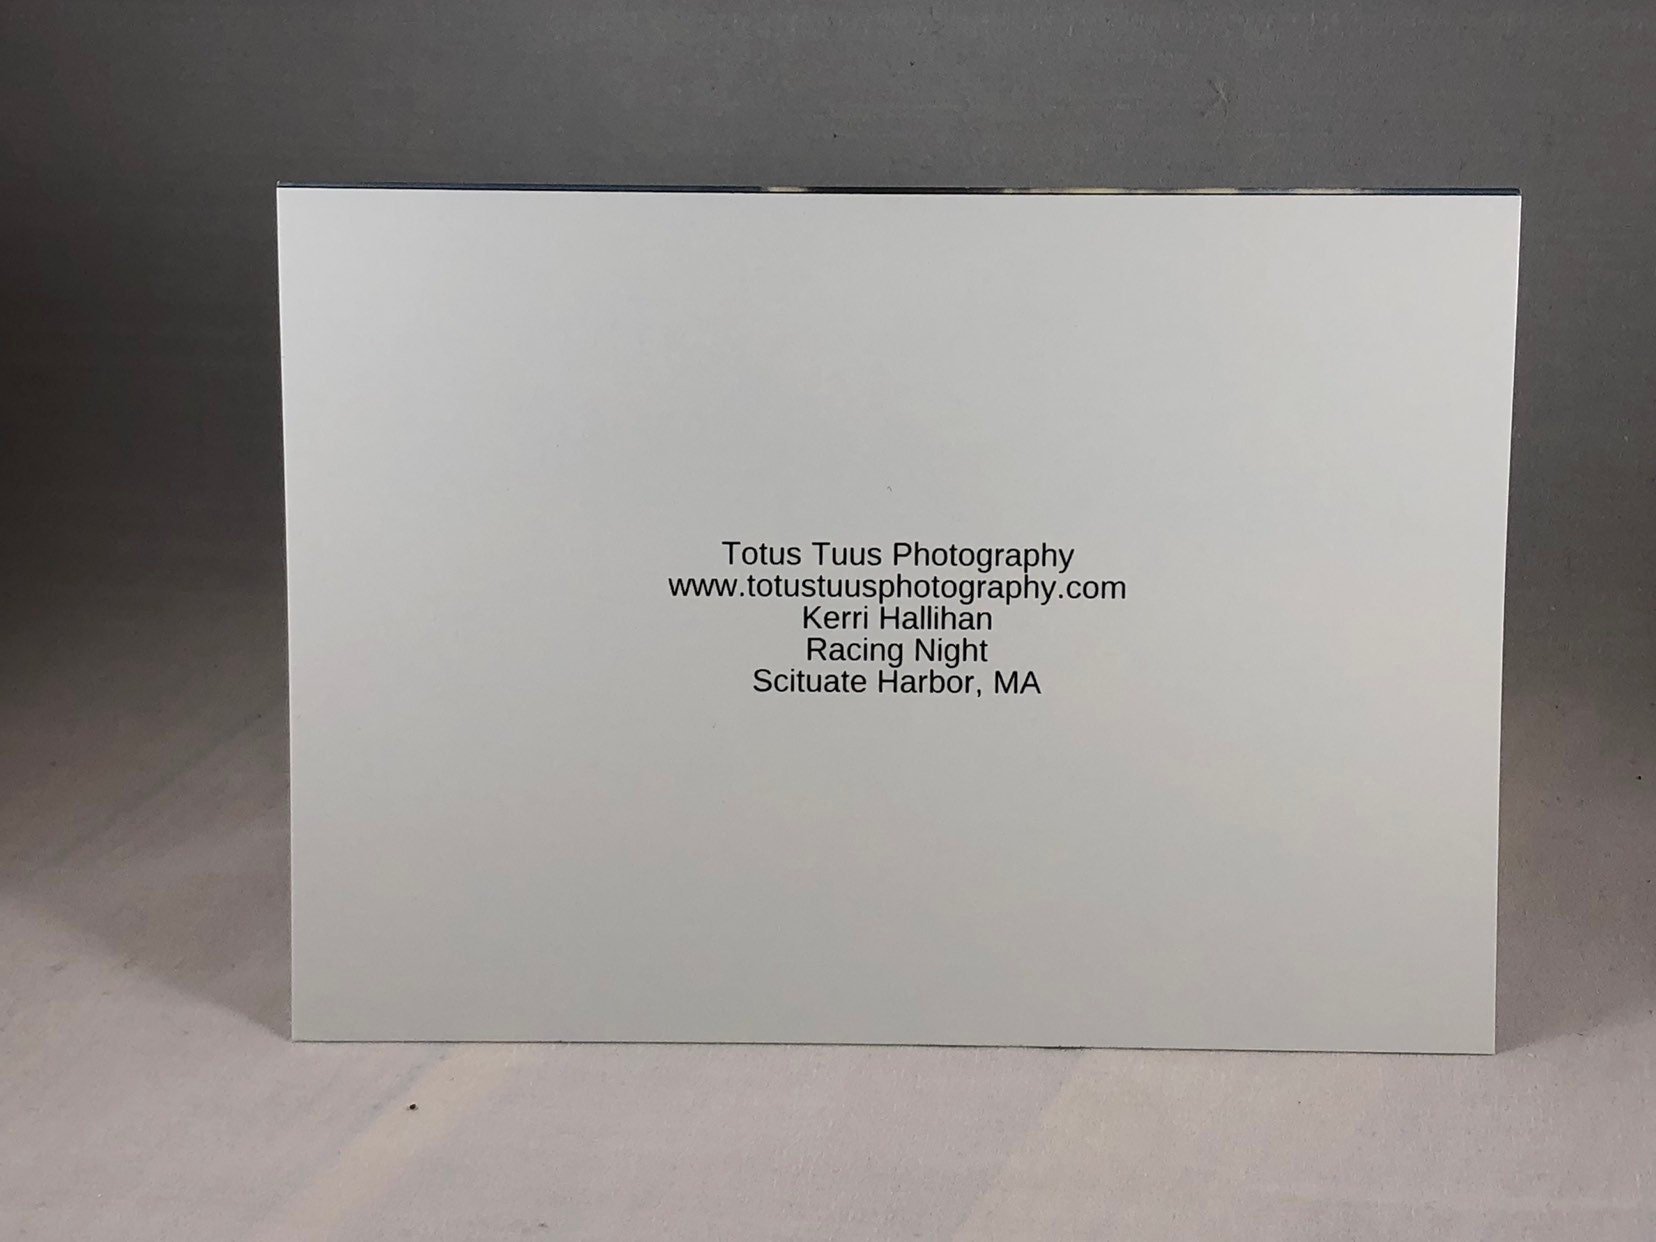 Totus Tuus Photography
www.totustuusphotography.com
Kerri Hallihan
Racing Night
Scituate Harbor, MA